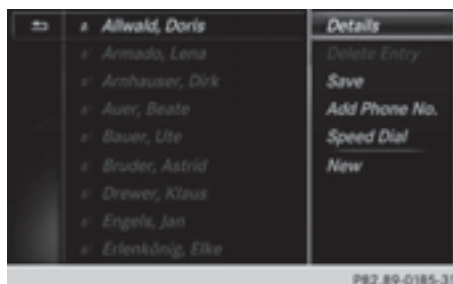 Allwald, Doris
Armado, Lena
Arnhauser, Dirk
Auer, Beate
Bauer, Ute
Bruder, Astrid
Drewer, Klaus
Engels, Jan
Erlenkönig, Elke
Details
Delete Entry
Save
Add Phone No.
Speed Dial
New
P82.89-0185-31